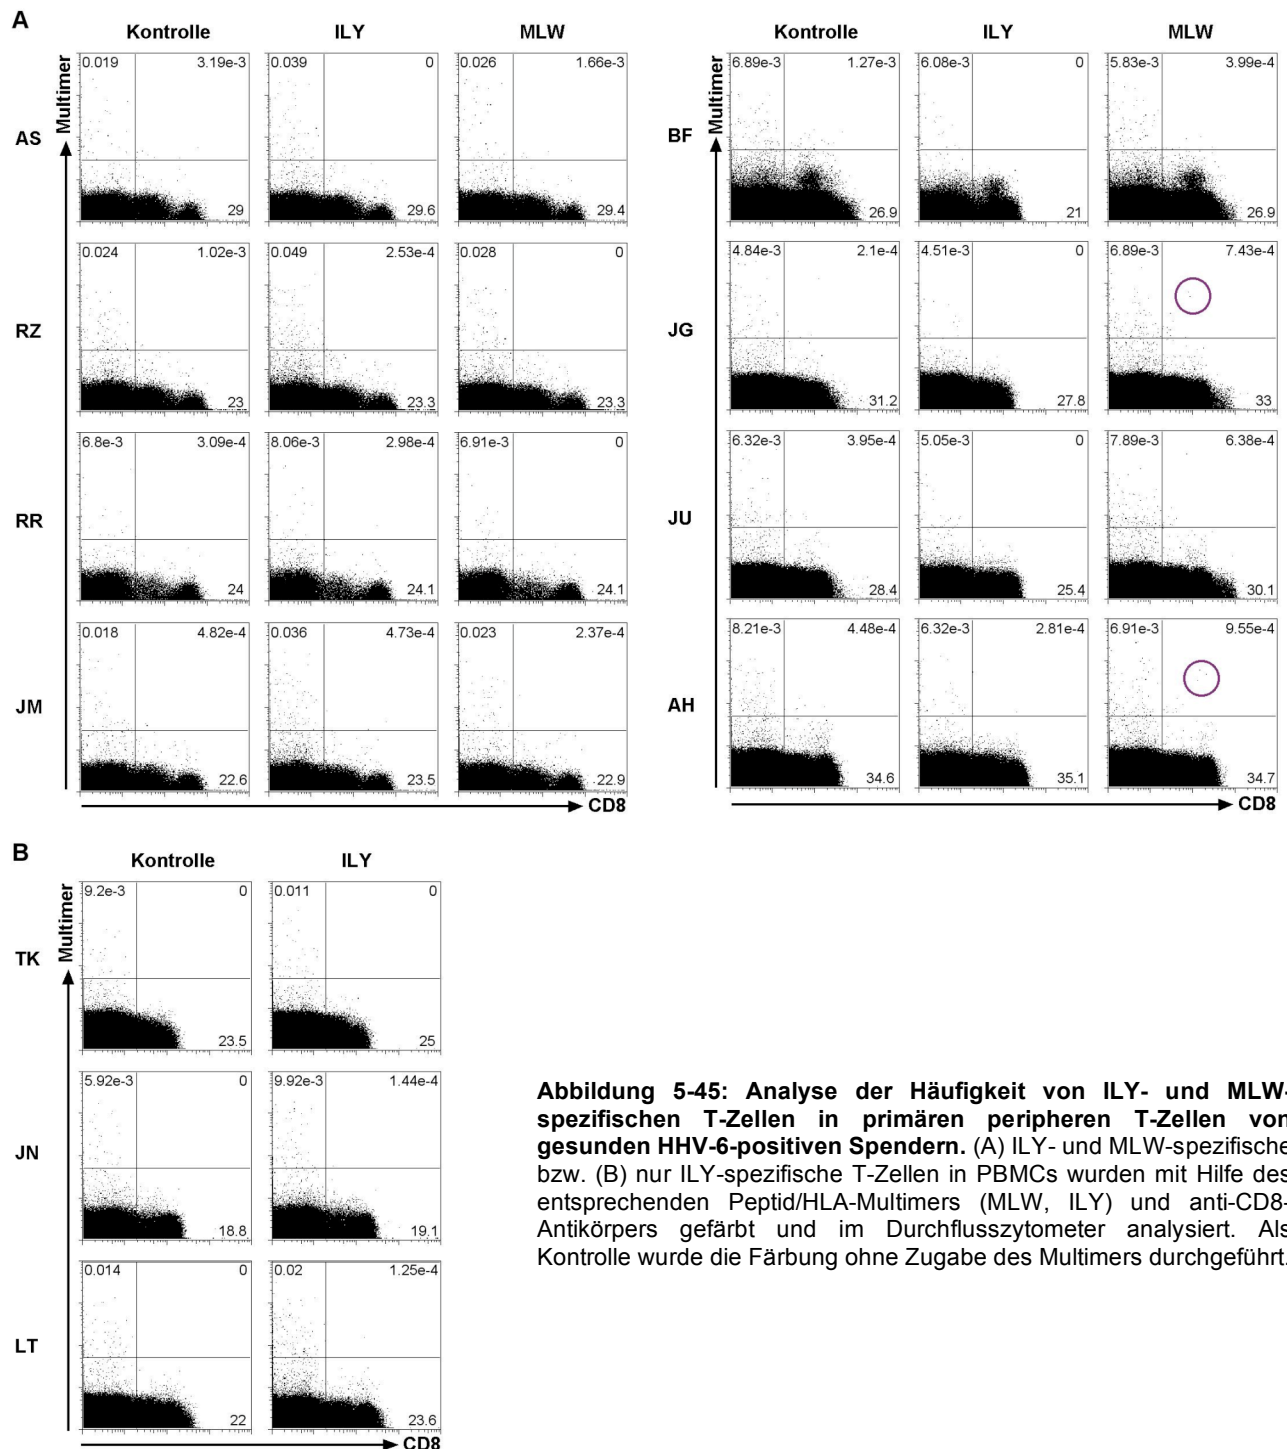 A
Kontrolle ILY MLW
Multimer
AS
0.019 3.19e-3 0.039 0 0.026 1.66e-3
29 29.6 29.4
RZ
0.024 1.02e-3 0.049 2.53e-4 0.028 0
23 23.3 23.3
RR
6.8e-3 3.09e-4 8.06e-3 2.98e-4 6.91e-3 0
24 24.1 24.1
JM
0.018 4.82e-4 0.036 4.73e-4 0.023 2.37e-4
22.6 23.5 22.9
CD8
Kontrolle ILY MLW
Multimer
BF
6.89e-3 1.27e-3 6.08e-3 0 5.83e-3 3.99e-4
26.9 21 26.9
JG
4.84e-3 2.1e-4 4.51e-3 0 6.89e-3 7.43e-4
31.2 27.8 33
JU
6.32e-3 3.95e-4 5.05e-3 0 7.89e-3 6.38e-4
28.4 25.4 30.1
AH
8.21e-3 4.48e-4 6.32e-3 2.81e-4 6.91e-3 9.55e-4
34.6 35.1 34.7
CD8
B
Kontrolle ILY
Multimer
TK
9.2e-3 0 0.011 0
23.5 25
JN
5.92e-3 0 9.92e-3 1.44e-4
18.8 19.1
LT
0.014 0 0.02 1.25e-4
22 23.6
CD8
Abbildung 5-45: Analyse der Häufigkeit von ILY- und MLW-
spezifischen T-Zellen in primären peripheren T-Zellen von
gesunden HHV-6-positiven Spendern. (A) ILY- und MLW-spezifische
bzw. (B) nur ILY-spezifische T-Zellen in PBMCs wurden mit Hilfe des
entsprechenden Peptid/HLA-Multimers (MLW, ILY) und anti-CD8-
Antikörpers gefärbt und im Durchflusszytometer analysiert. Als
Kontrolle wurde die Färbung ohne Zugabe des Multimers durchgeführt.